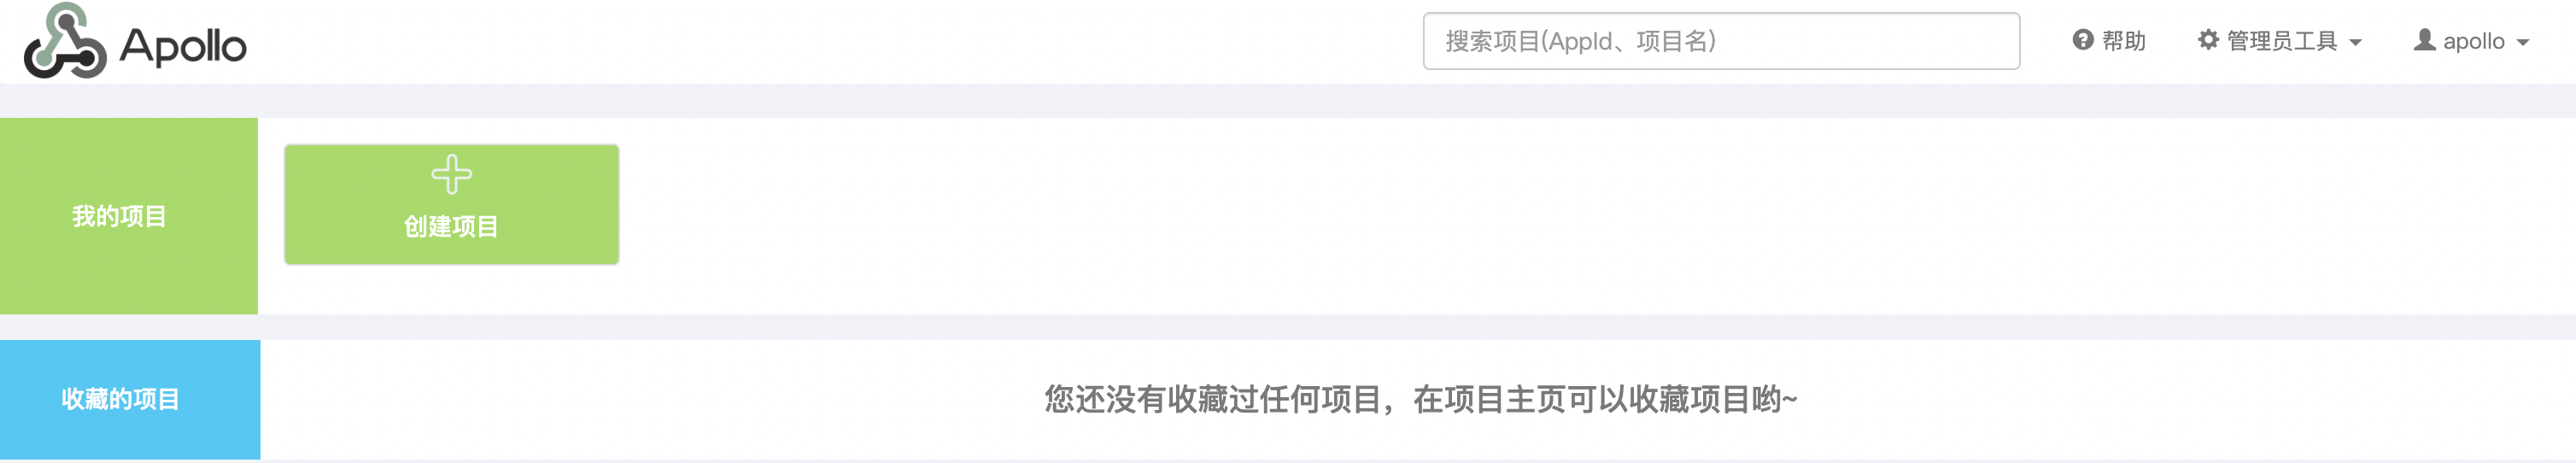 Apollo
搜索项目(AppId、项目名)
帮助
管理员工具
apollo
我的项目
创建项目
收藏的项目
您还没有收藏过任何项目，在项目主页可以收藏项目哟~